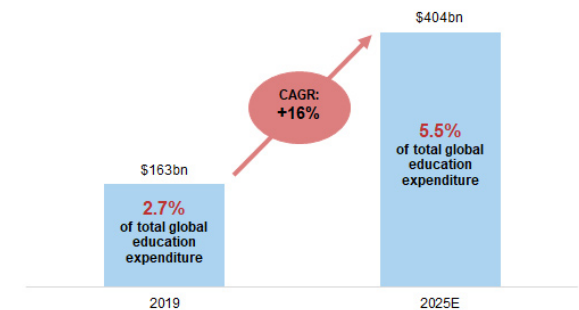 $404bn
CAGR:
+16%
5.5%
of total global
education
expenditure
$163bn
2.7%
of total global
education
expenditure
2019
2025E